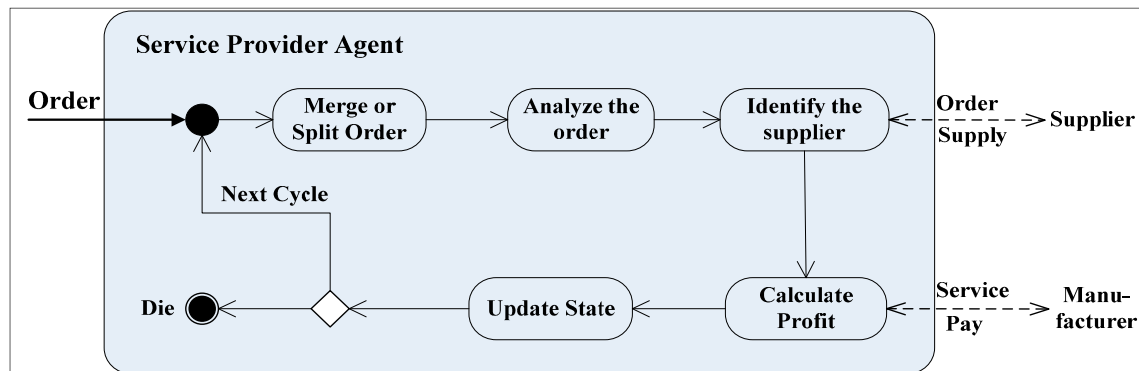 Service Provider Agent
Order
Merge or
Split Order
Analyze the
order
Identify the
supplier
Order
Supply
Supplier
Next Cycle
Die
Update State
Calculate
Profit
Service
Pay
Manu-
facturer